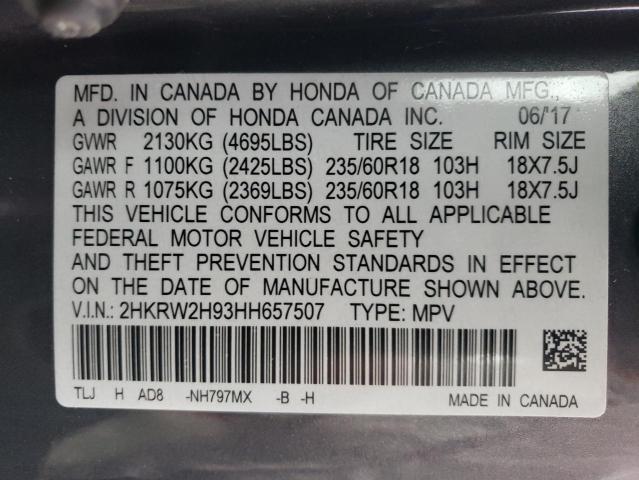 MFD. IN CANADA BY HONDA OF CANADA MFG.,
A DIVISION OF HONDA CANADA INC. 06/'17
GVWR 2130KG (4695LBS) TIRE SIZE RIM SIZE
GAWR F 1100KG (2425LBS) 235/60R18 103H 18X7.5J
GAWR R 1075KG (2369LBS) 235/60R18 103H 18X7.5J
THIS VEHICLE CONFORMS TO ALL APPLICABLE
FEDERAL MOTOR VEHICLE SAFETY
AND THEFT PREVENTION STANDARDS IN EFFECT
ON THE DATE OF MANUFACTURE SHOWN ABOVE.
V.I.N.: 2HKRW2H93HH657507 TYPE: MPV
TLJ H AD8 -NH797MX -B -H MADE IN CANADA